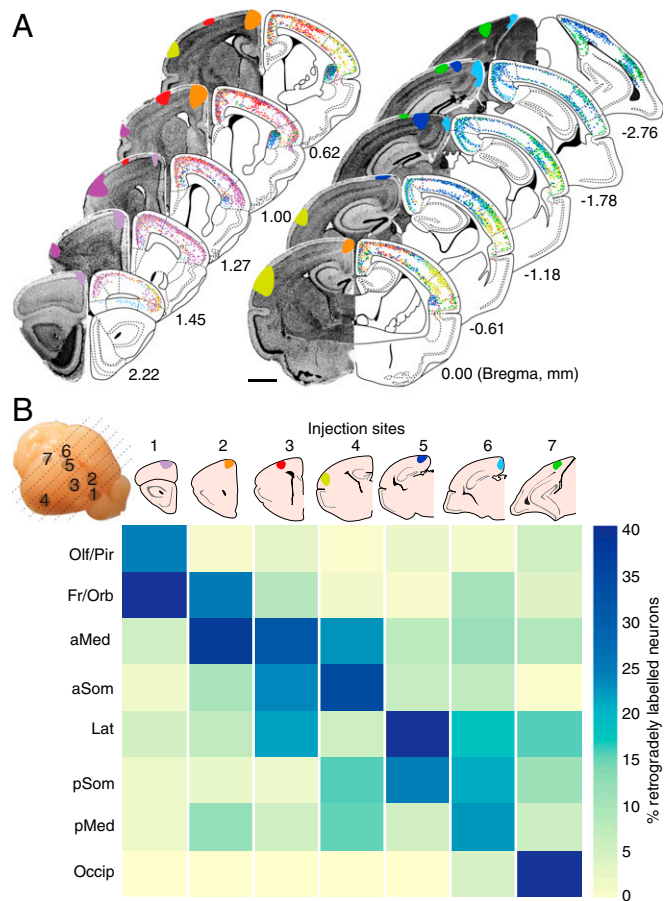 A
0.62
1.00
1.27
1.45
2.22
-2.76
-1.78
-1.18
-0.61
0.00 (Bregma, mm)
B
Injection sites
1 2 3 4 5 6 7
6
7
5
2
3
4
1
Olf/Pir
Fr/Orb
aMed
aSom
Lat
pSom
pMed
Occip
40
35
30
25
20
15
10
5
0
% retrogradely labelled neurons